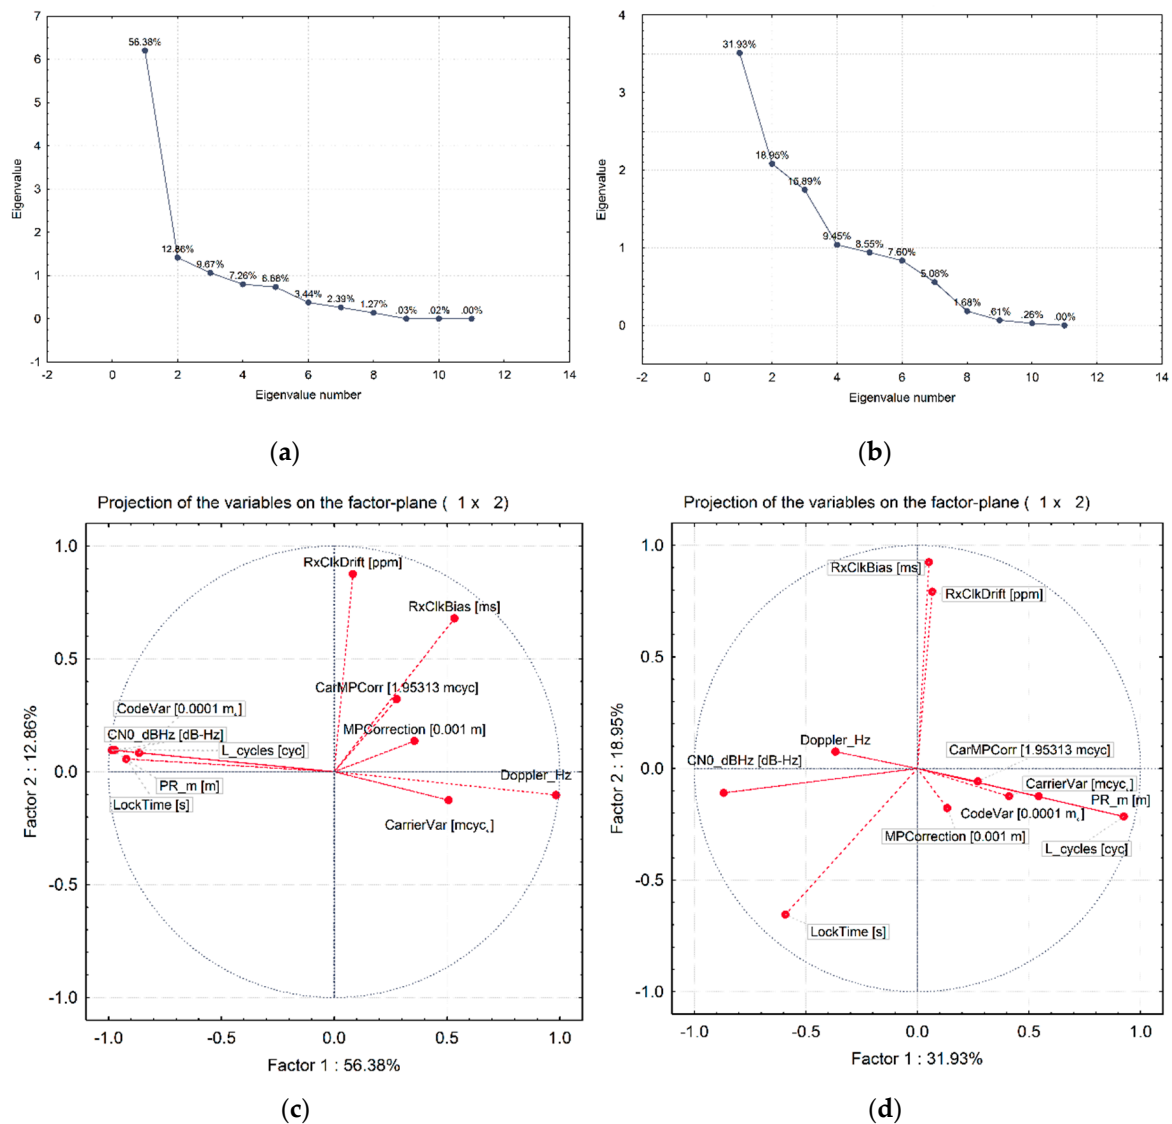 7
6
5
4
3
2
1
0
-1
Eigenvalue
56.38%
12.86%
9.67%
7.26%
6.68%
3.44%
2.39%
1.27%
.03%
.02%
.00%
-2 0 2 4 6 8 10 12 14
Eigenvalue number
(a)
4
3
2
1
0
Eigenvalue
31.93%
18.95%
15.89%
9.45%
8.55%
7.60%
5.08%
1.68%
.61%
.26%
.00%
-2 0 2 4 6 8 10 12 14
Eigenvalue number
(b)
Projection of the variables on the factor-plane ( 1 x 2)
1.0
0.5
0.0
-0.5
-1.0
Factor 2 : 12.86%
RxClkDrift [ppm]
RxClkBias [ms]
CarMPCorr [1.95313 mcyc]
CodeVar [0.0001 m]
CN0_dBHz [dB-Hz]
MPCorrection [0.001 m]
L_cycles [cyc]
Doppler_Hz
PR_m [m]
LockTime [s]
CarrierVar [mcyc]
-1.0 -0.5 0.0 0.5 1.0
Factor 1 : 56.38%
(c)
Projection of the variables on the factor-plane ( 1 x 2)
1.0
0.5
0.0
-0.5
-1.0
Factor 2 : 18.95%
RxClkBias [ms]
RxClkDrift [ppm]
Doppler_Hz
CarMPCorr [1.95313 mcyc]
CN0_dBHz [dB-Hz]
CarrierVar [mcyc]
PR_m [m]
CodeVar [0.0001 m]
MPCorrection [0.001 m]
L_cycles [cyc]
LockTime [s]
-1.0 -0.5 0.0 0.5 1.0
Factor 1 : 31.93%
(d)